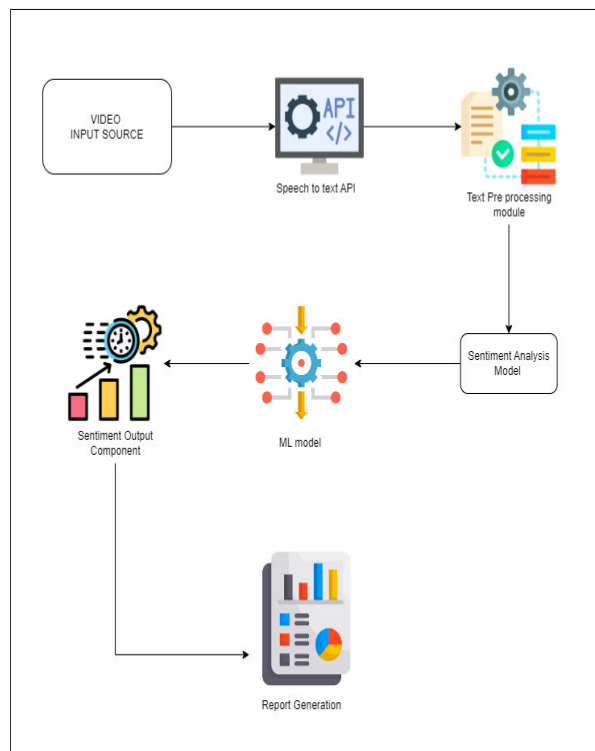 VIDEO
INPUT SOURCE
API
</>
Speech to text API
Text Pre processing
module
Sentiment Analysis
Model
ML model
Sentiment Output
Component
Report Generation